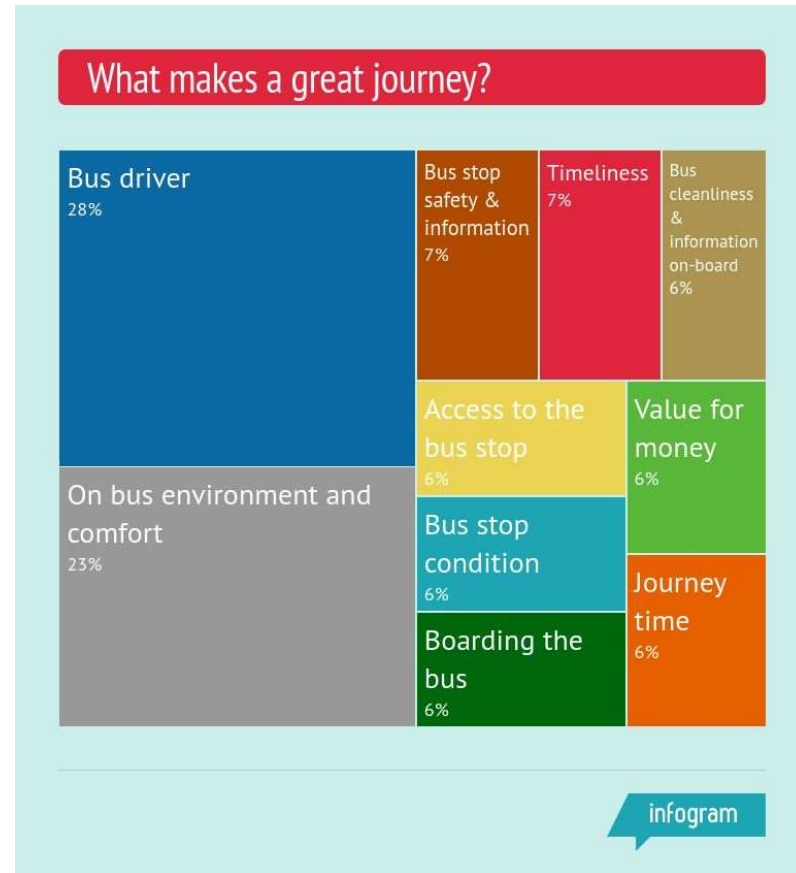 What makes a great journey?
Bus driver
28%
On bus environment and
comfort
23%
Bus stop
safety &
information
7%
Timeliness
7%
Bus
cleanliness
&
information
on-board
6%
Access to the
bus stop
6%
Bus stop
condition
6%
Boarding the
bus
6%
Value for
money
6%
Journey
time
6%
infogram